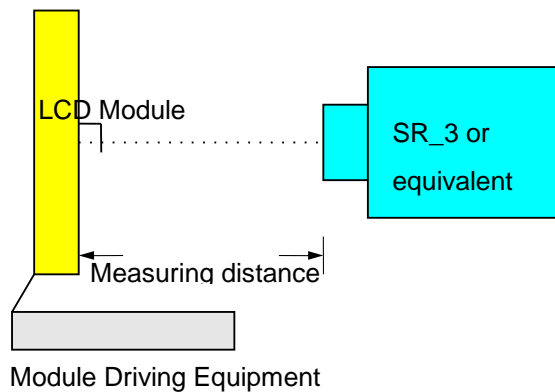 LCD Module
SR_3 or
equivalent
Measuring distance
Module Driving Equipment